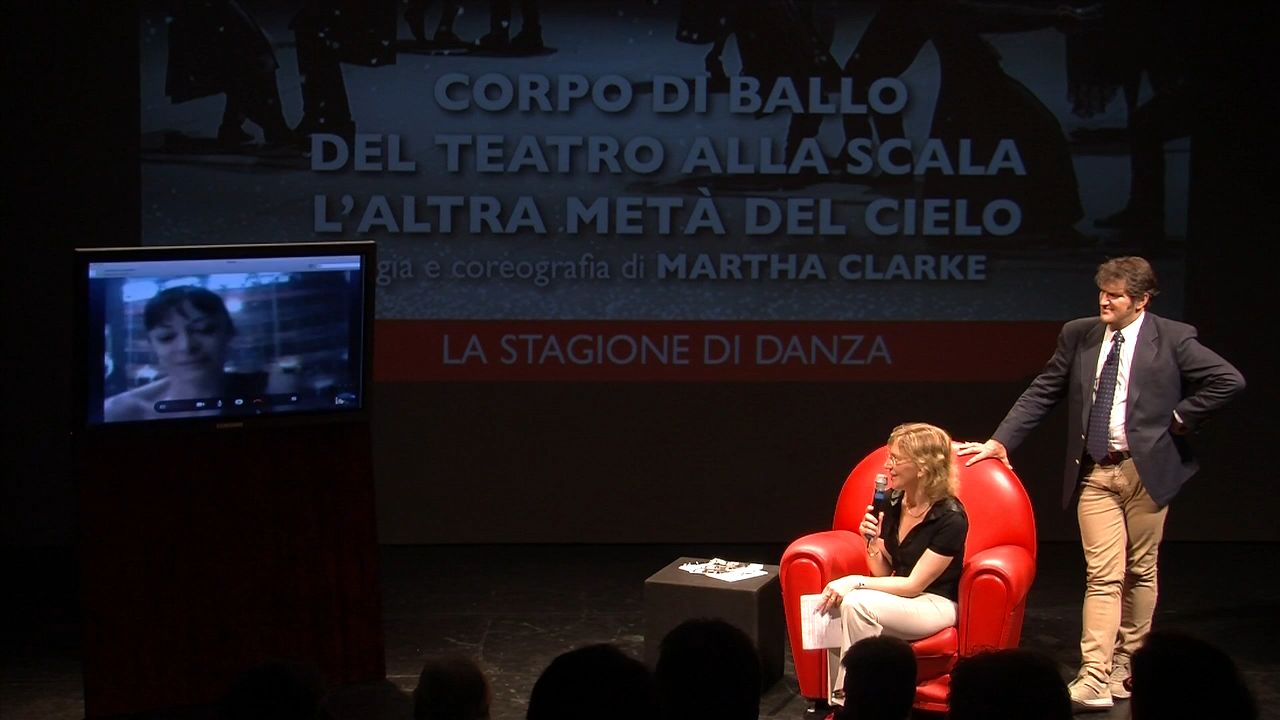 CORPO DI BALLO
DEL TEATRO ALLA SCALA
L'ALTRA METÀ DEL CIELO
e coreografia di MARTHA CLARKE
LA STAGIONE DI DANZA